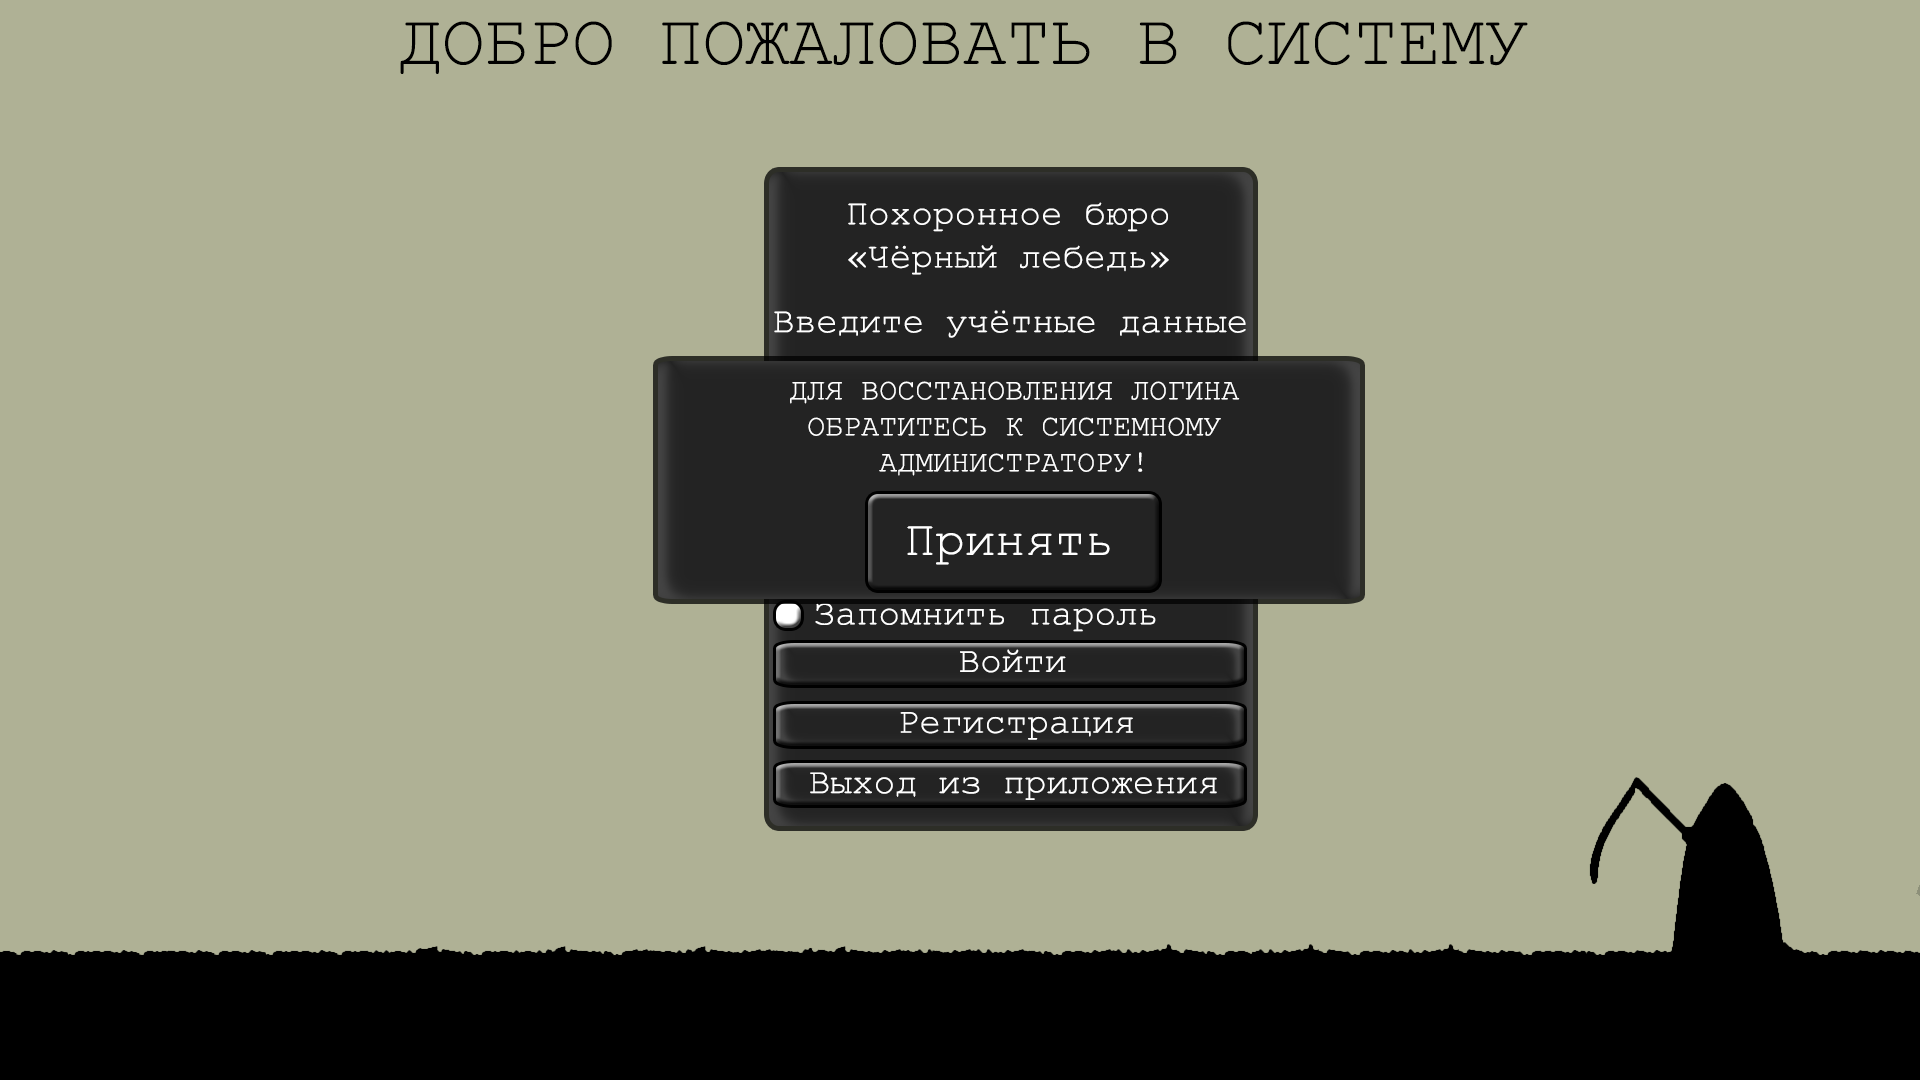 ДОБРО ПОЖАЛОВАТЬ В СИСТЕМУ
Похоронное бюро
«Чёрный лебедь»
Введите учётные данные
ДЛЯ ВОССТАНОВЛЕНИЯ ЛОГИНА
ОБРАТИТЕСЬ К СИСТЕМНОМУ
АДМИНИСТРАТОРУ!
Принять
Запомнить пароль
Войти
Регистрация
Выход из приложения